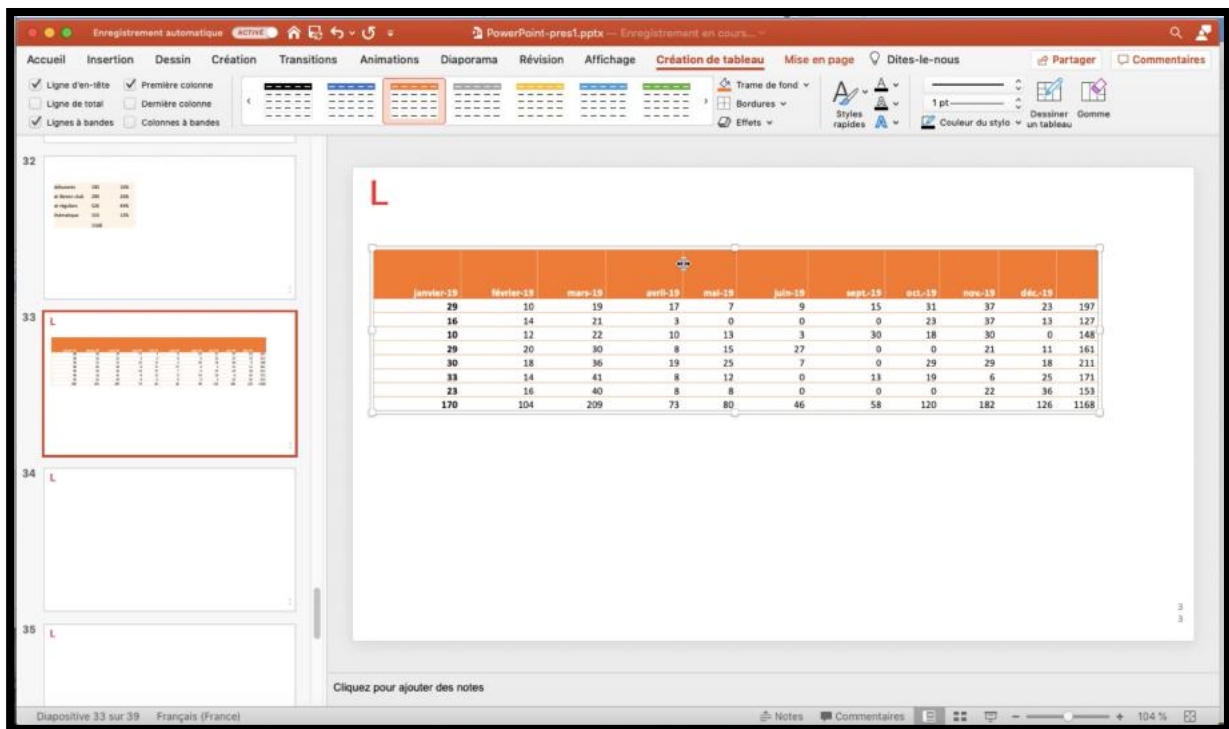 Enregistrement automatique ACTIVÉ PowerPoint-pres1.pptx — Enregistrement en cours...
Accueil Insertion Dessin Création Transitions Animations Diaporama Révision Affichage Création de tableau Mise en page Dites-le-nous Partager Commentaires
Ligne d'en-tête Première colonne Trame de fond
Ligne de total Dernière colonne Bordures 1 pt
Lignes à bandes Colonnes à bandes Effets Styles rapides Couleur du stylo Dessiner un tableau Gomme
32
1168
33 L
34 L
35 L
L
janvier-19 février-19 mars-19 avril-19 mai-19 juin-19 sept.-19 oct.-19 nov.-19 déc.-19
29 10 19 17 7 9 15 31 37 23 197
16 14 21 3 0 0 0 23 37 13 127
10 12 22 10 13 3 30 18 30 0 148
29 20 30 8 15 27 0 0 21 11 161
30 18 36 19 25 7 0 29 29 18 211
33 14 41 8 12 0 13 19 6 25 171
23 16 40 8 8 0 0 0 22 36 153
170 104 209 73 80 46 58 120 182 126 1168
3
3
Cliquez pour ajouter des notes
Diapositive 33 sur 39 Français (France) Notes Commentaires 104 %